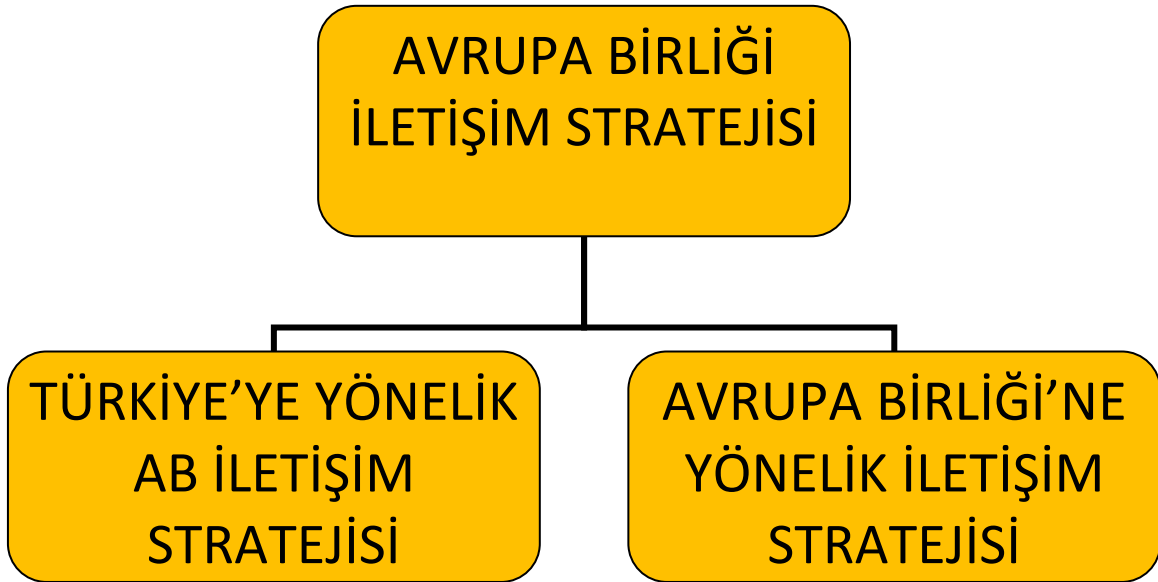 AVRUPA BİRLİĞİ
İLETİŞİM STRATEJİSİ
TÜRKİYE’YE YÖNELİK
AB İLETİŞİM
STRATEJİSİ
AVRUPA BİRLİĞİ’NE
YÖNELİK İLETİŞİM
STRATEJİSİ